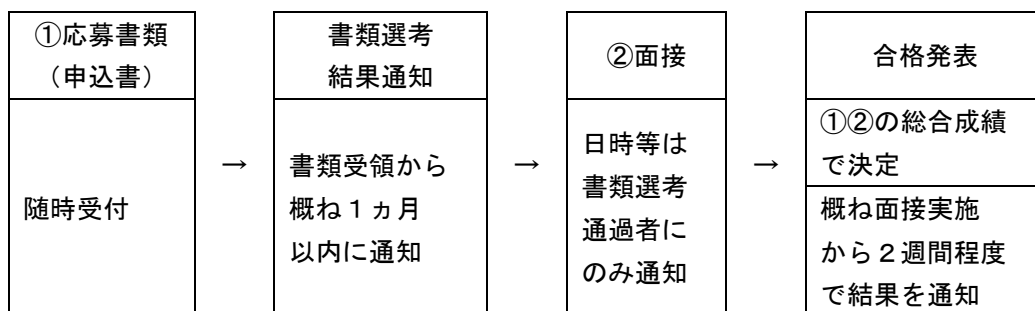 ①応募書類
（申込書）
随時受付
→
書類選考
結果通知
書類受領から
概ね１ヵ月
以内に通知
→
②面接
日時等は
書類選考
通過者に
のみ通知
→
合格発表
①②の総合成績
で決定
概ね面接実施
から２週間程度
で結果を通知